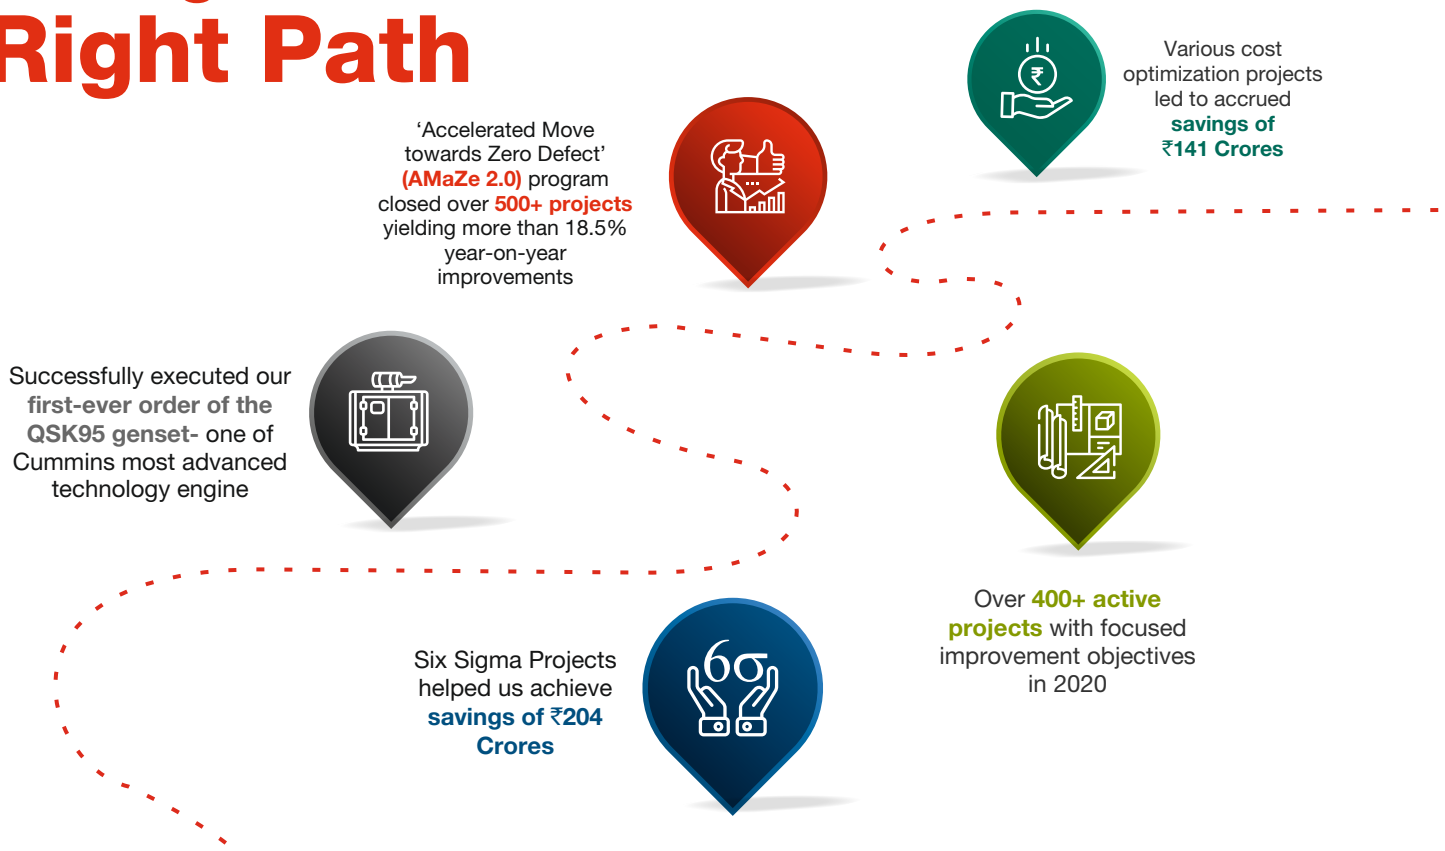 Right Path
Various cost
optimization projects
led to accrued
savings of
₹141 Crores
‘Accelerated Move
towards Zero Defect’
(AMaZe 2.0) program
closed over 500+ projects
yielding more than 18.5%
year-on-year
improvements
Successfully executed our
first-ever order of the
QSK95 genset- one of
Cummins most advanced
technology engine
Over 400+ active
projects with focused
improvement objectives
in 2020
Six Sigma Projects
helped us achieve
savings of ₹204
Crores
6σ
₹